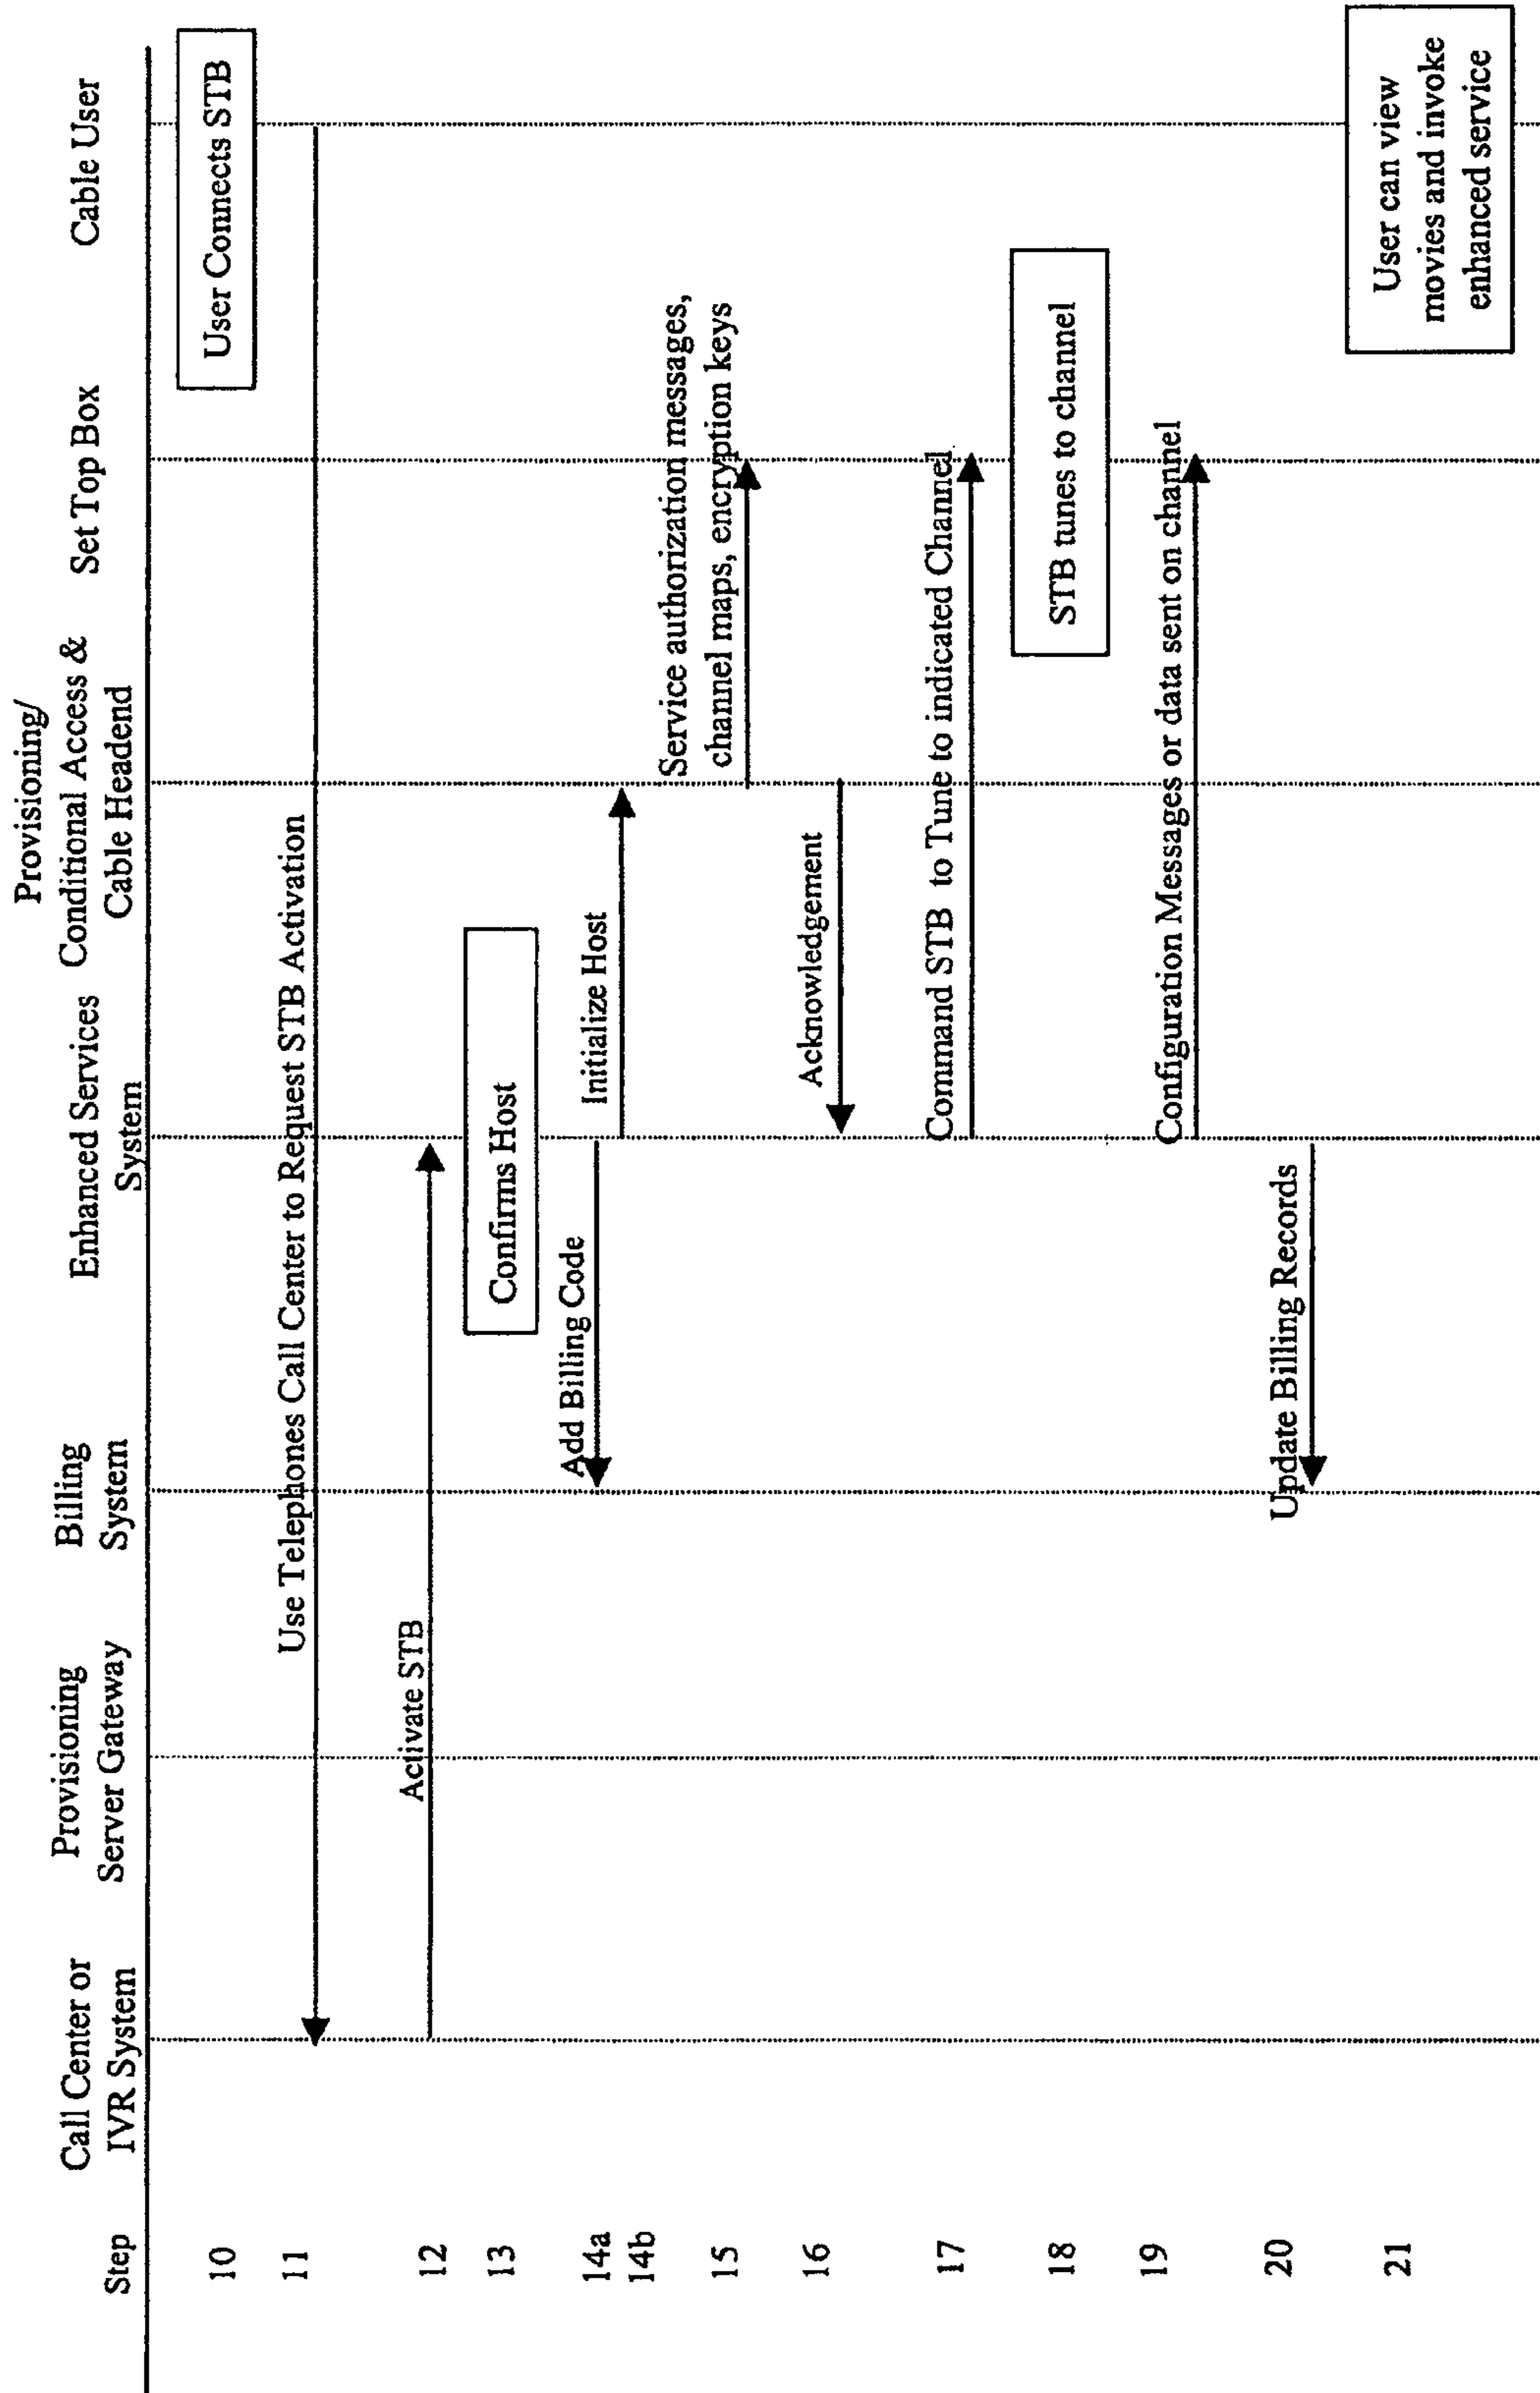 Step
Call Center or
IVR System
Provisioning
Server Gateway
Billing
System
Enhanced Services
System
Provisioning/
Conditional Access &
Cable Headend
Set Top Box
Cable User
10
User Connects STB
11
Use Telephones Call Center to Request STB Activation
12
Activate STB
13
Confirms Host
14a
Add Billing Code
14b
Initialize Host
15
Service authorization messages,
channel maps, encryption keys
16
Acknowledgement
17
Command STB to Tune to indicated Channel
18
STB tunes to channel
19
Configuration Messages or data sent on channel
20
Update Billing Records
21
User can view
movies and invoke
enhanced service